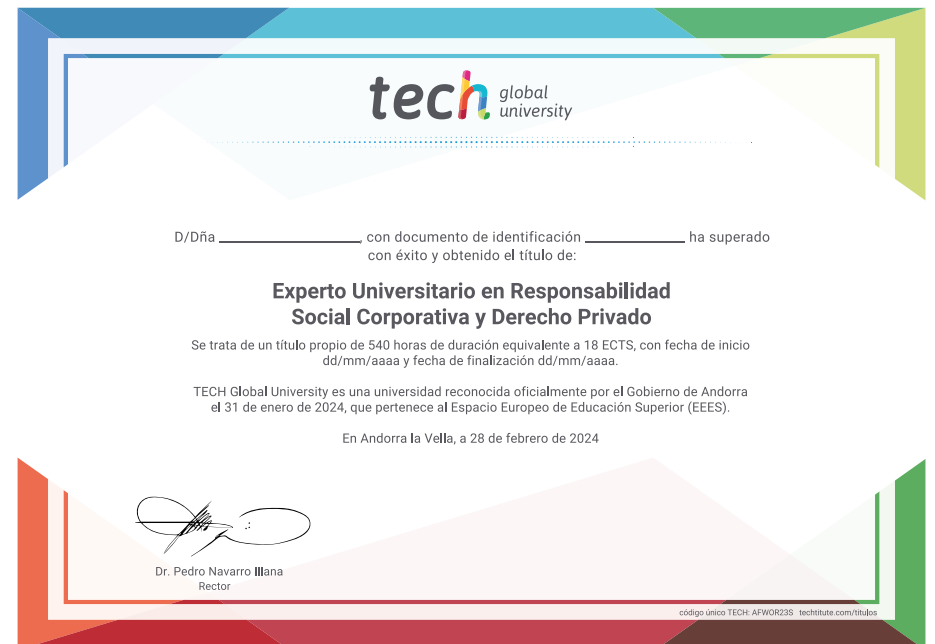 tech global university
D/Dña ______________, con documento de identificación __________ ha superado
con éxito y obtenido el título de:
Experto Universitario en Responsabilidad
Social Corporativa y Derecho Privado
Se trata de un título propio de 540 horas de duración equivalente a 18 ECTS, con fecha de inicio
dd/mm/aaaa y fecha de finalización dd/mm/aaaa.
TECH Global University es una universidad reconocida oficialmente por el Gobierno de Andorra
el 31 de enero de 2024, que pertenece al Espacio Europeo de Educación Superior (EEES).
En Andorra la Vella, a 28 de febrero de 2024
Dr. Pedro Navarro Illana
Rector
código único TECH: AFWOR23S techtitute.com/titulos